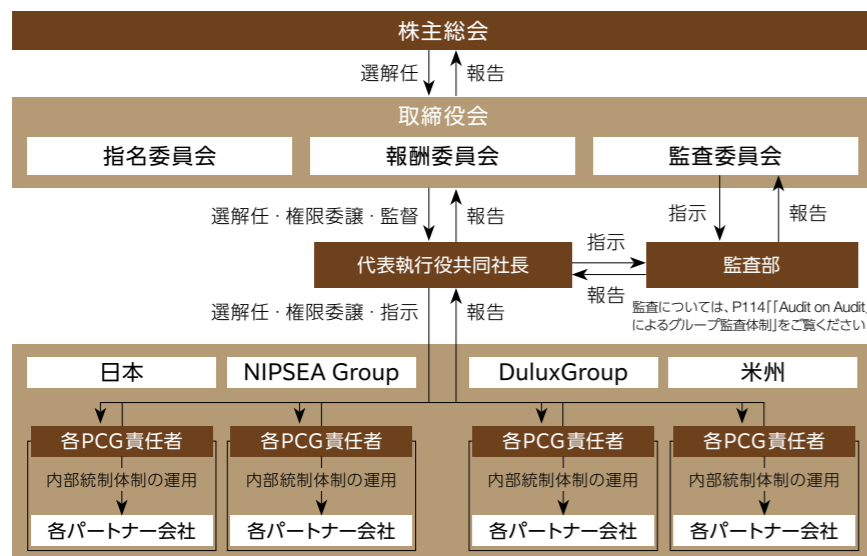 株主総会
選解任
報告
取締役会
指名委員会
報酬委員会
監査委員会
選解任・権限委譲・監督
報告
指示
報告
代表執行役共同社長
指示
報告
監査部
選解任・権限委譲・指示
報告
監査については、P114「「Audit on Audit」
によるグループ監査体制」をご覧ください
日本
NIPSEA Group
DuluxGroup
米州
各PCG責任者
各PCG責任者
各PCG責任者
各PCG責任者
内部統制体制の運用
内部統制体制の運用
内部統制体制の運用
内部統制体制の運用
各パートナー会社
各パートナー会社
各パートナー会社
各パートナー会社